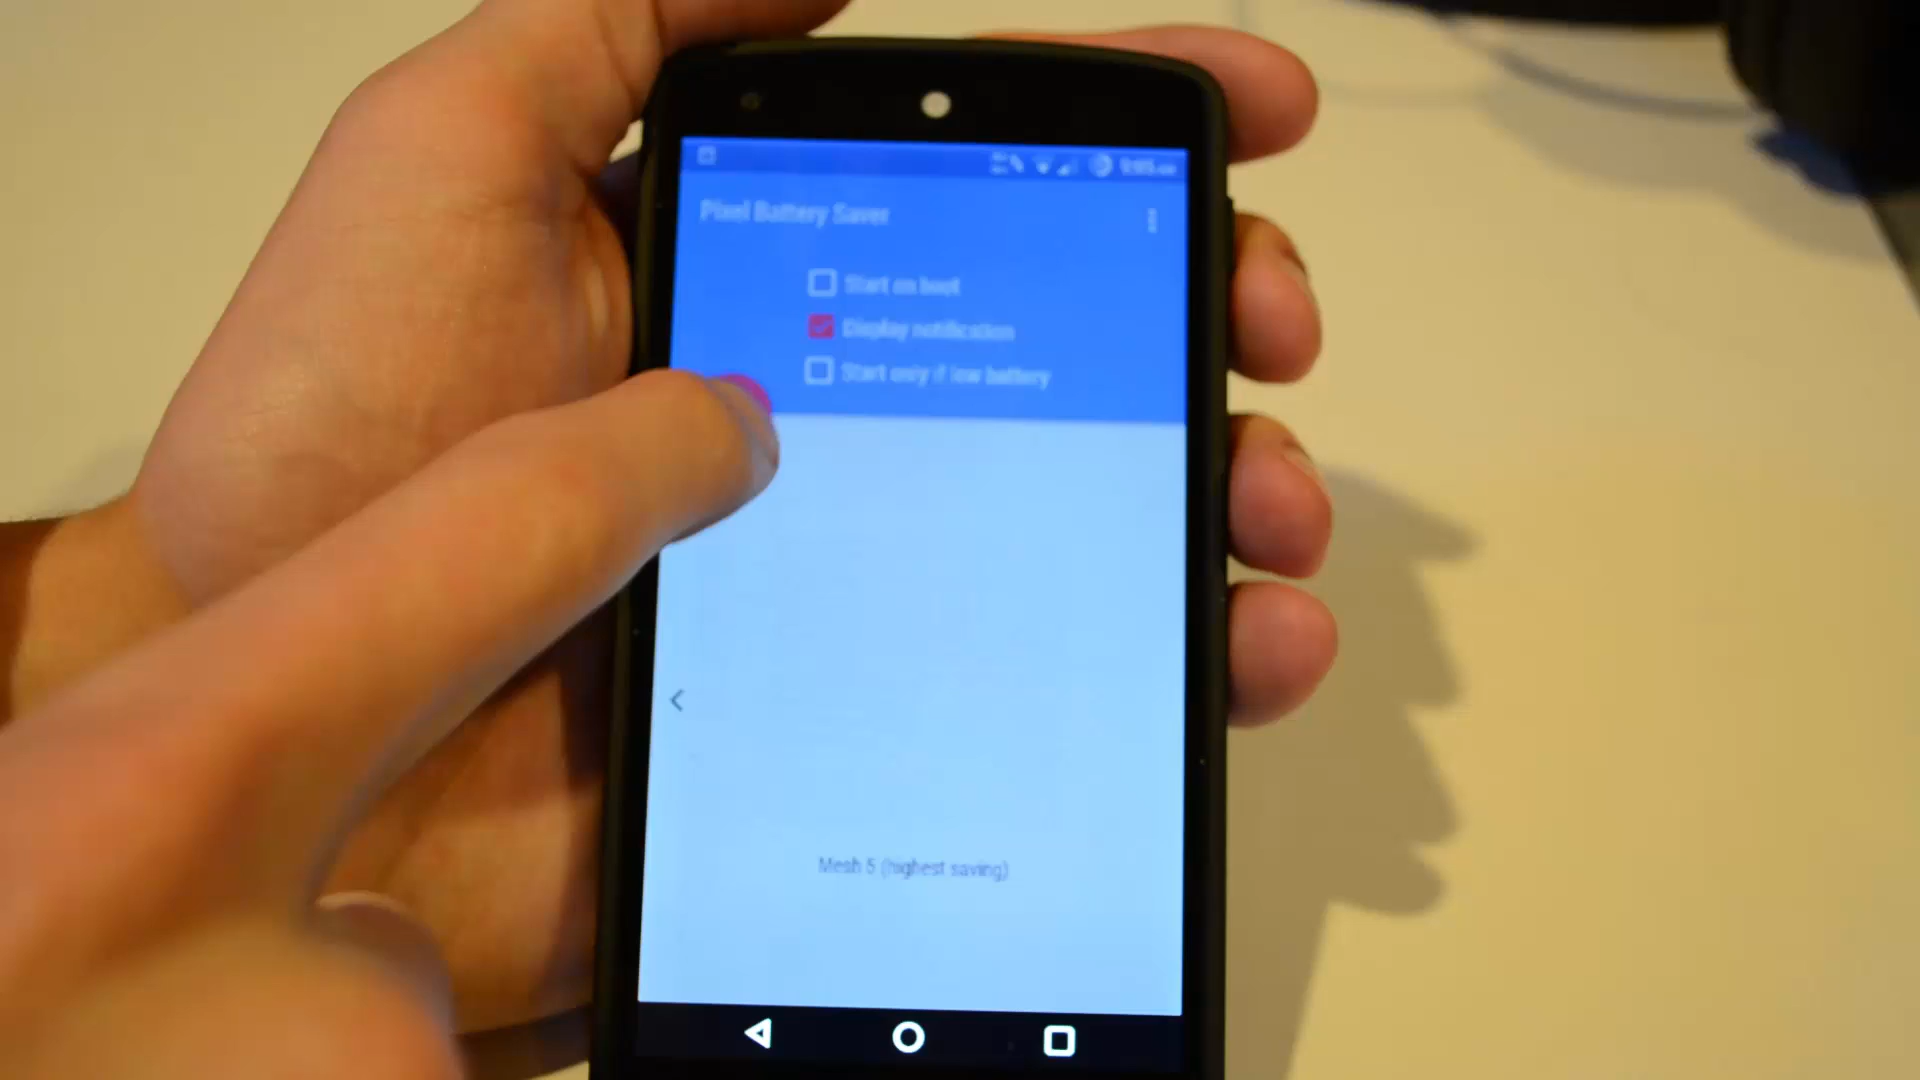 Pixel Battery Saver
Start on boot
Display notification
Start only if low battery
Mesh 5 (highest saving)